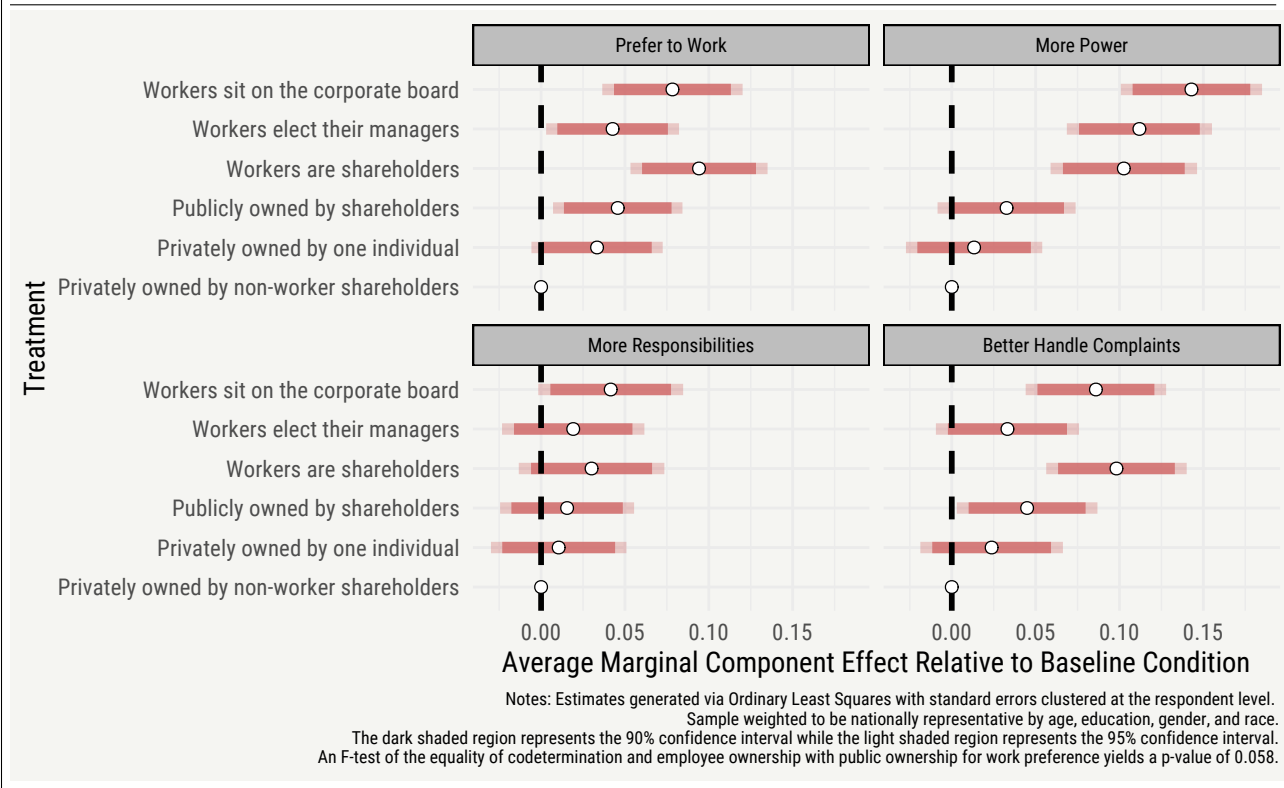 Prefer to Work
More Power
Workers sit on the corporate board
Workers elect their managers
Workers are shareholders
Publicly owned by shareholders
Privately owned by one individual
Privately owned by non-worker shareholders
Treatment
More Responsibilities
Better Handle Complaints
Workers sit on the corporate board
Workers elect their managers
Workers are shareholders
Publicly owned by shareholders
Privately owned by one individual
Privately owned by non-worker shareholders
0.00 0.05 0.10 0.15
0.00 0.05 0.10 0.15
Average Marginal Component Effect Relative to Baseline Condition
Notes: Estimates generated via Ordinary Least Squares with standard errors clustered at the respondent level.
Sample weighted to be nationally representative by age, education, gender, and race.
The dark shaded region represents the 90% confidence interval while the light shaded region represents the 95% confidence interval.
An F-test of the equality of codetermination and employee ownership with public ownership for work preference yields a p-value of 0.058.